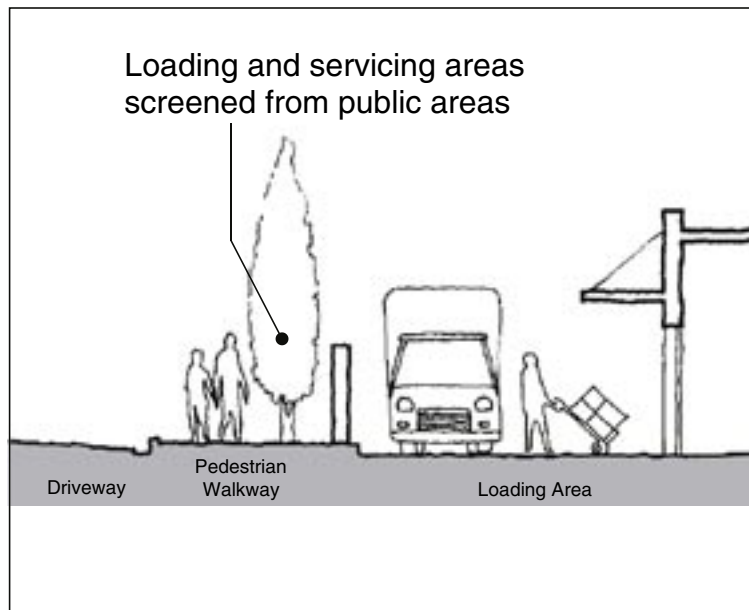 Loading and servicing areas
screened from public areas
Driveway
Pedestrian
Walkway
Loading Area